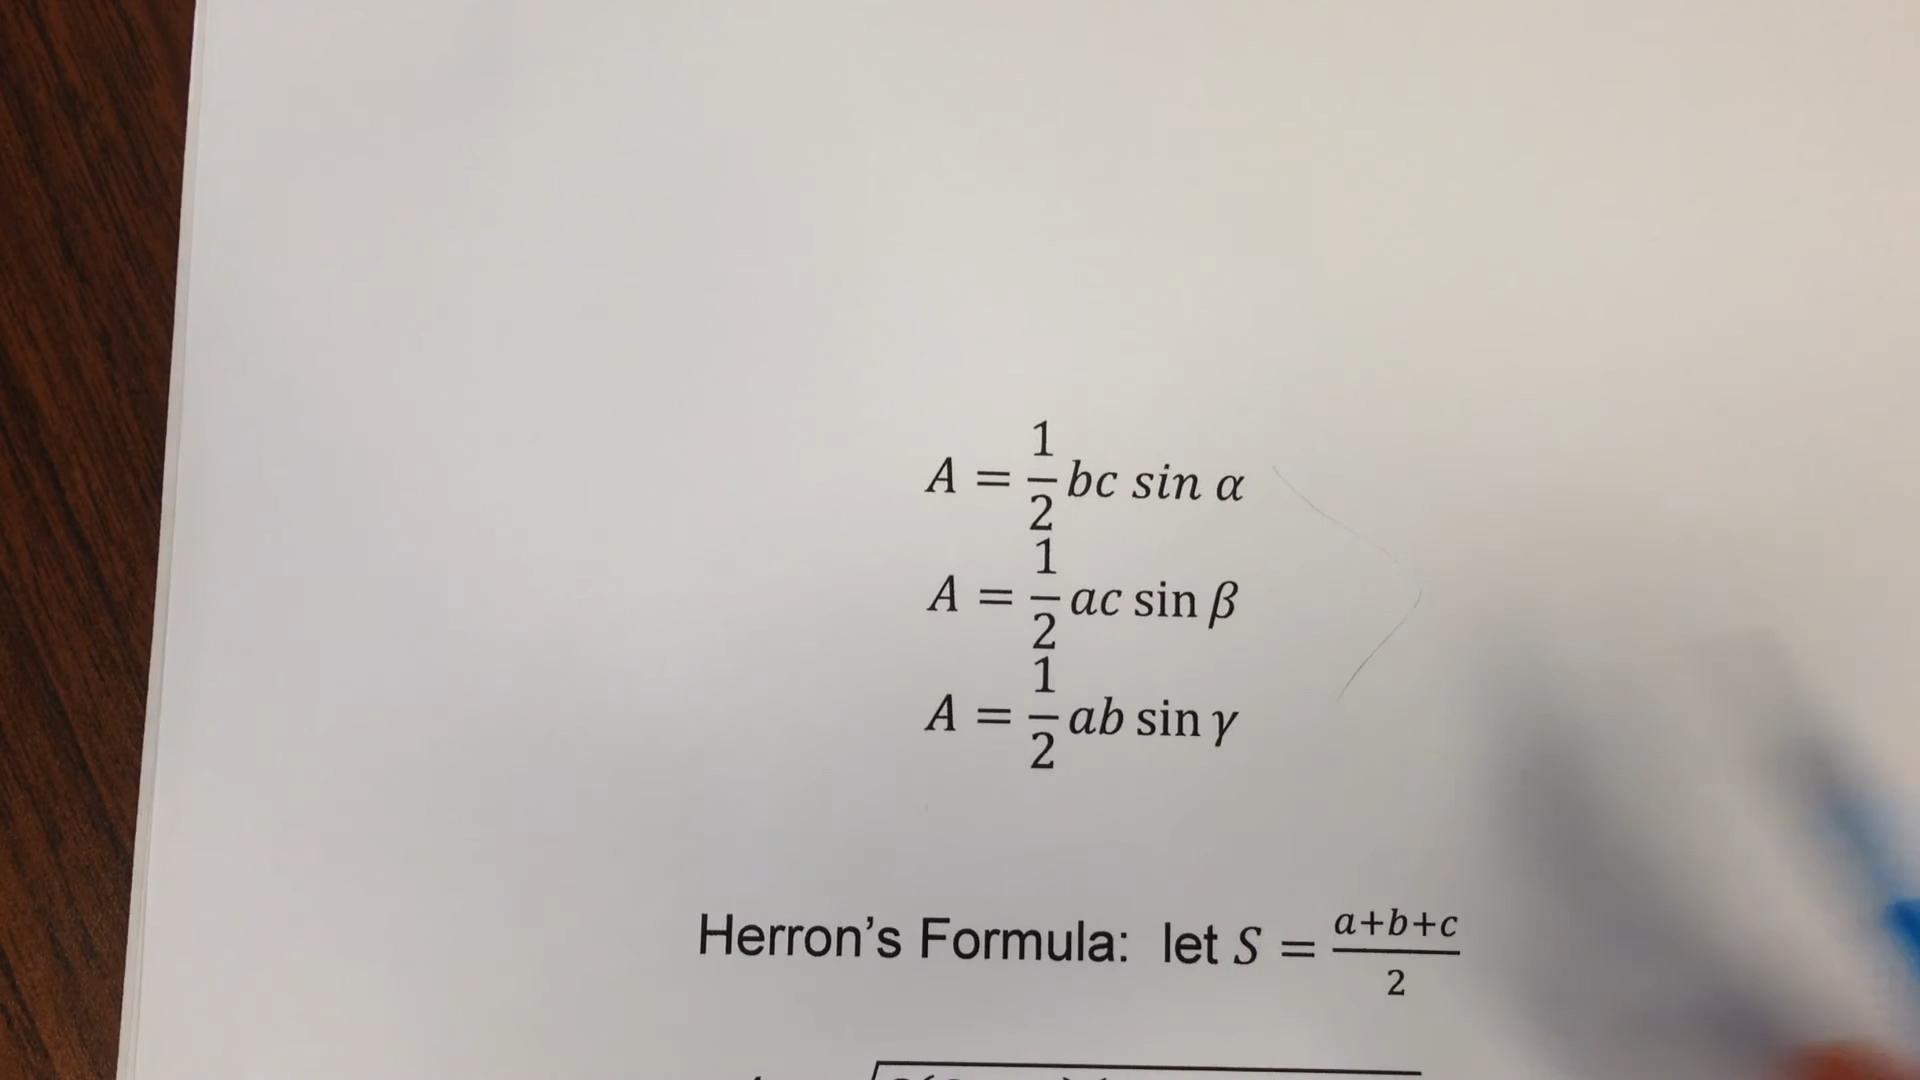 A = 1/2 bc sin α
A = 1/2 ac sin β
A = 1/2 ab sin γ
Herron's Formula: let S = a+b+c/2